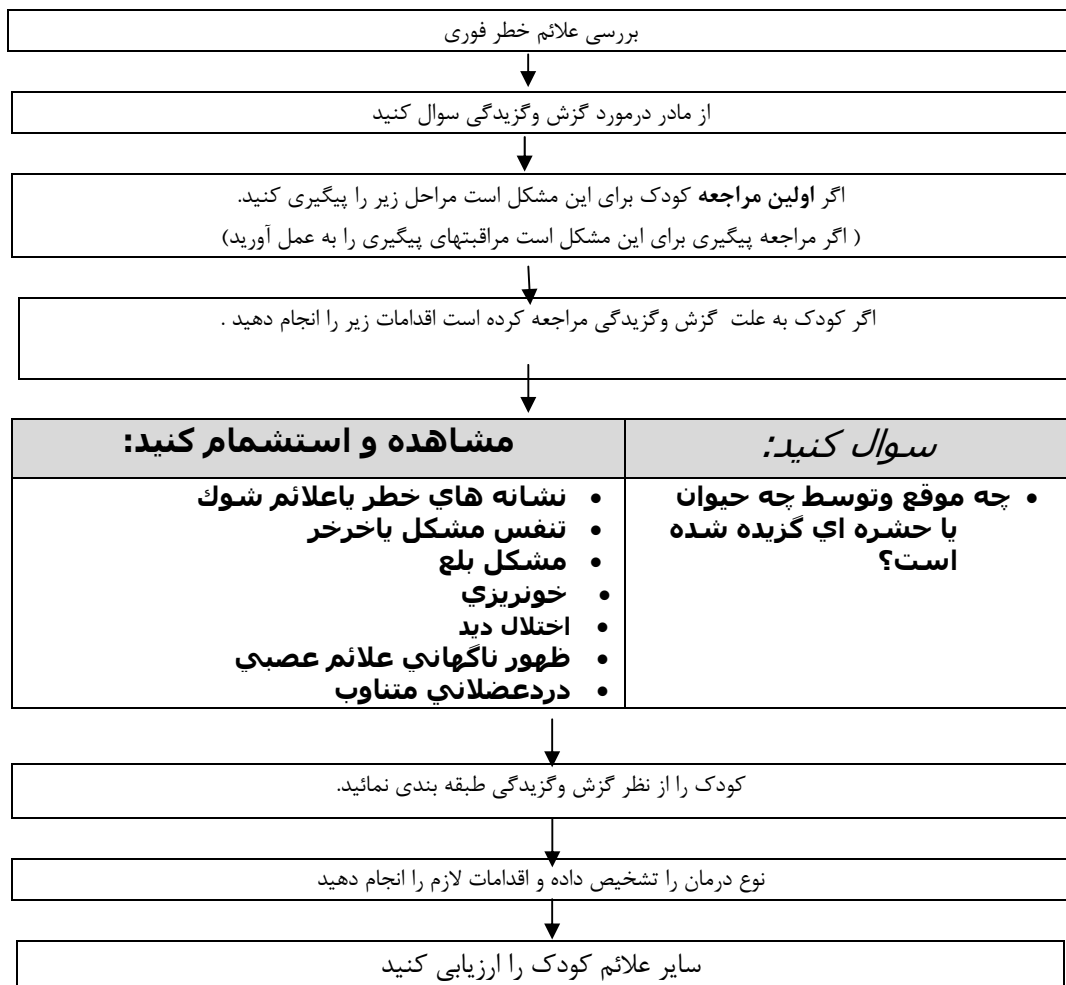 بررسی علائم خطر فوری
از مادر درمورد گزش وگزیدگی سوال کنید
اگر اولین مراجعه کودک برای این مشکل است مراحل زیر را پیگیری کنید.
( اگر مراجعه پیگیری برای این مشکل است مراقبتهای پیگیری را به عمل آورید)
اگر کودک به علت گزش وگزیدگی مراجعه کرده است اقدامات زیر را انجام دهید .
سوال كنيد:
• چه موقع وتوسط چه حيوان
يا حشره اي گزيده شده
است؟
مشاهده و استشمام كنيد:
• نشانه هاي خطر ياعلائم شوك
• تنفس مشكل ياخرخر
• مشكل بلع
• خونريزي
• اختلال ديد
• ظهور ناگهاني علائم عصبي
• دردعضلاني متناوب
کودک را از نظر گزش وگزیدگی طبقه بندی نمائید.
نوع درمان را تشخیص داده و اقدامات لازم را انجام دهید
سایر علائم کودک را ارزیابی کنید